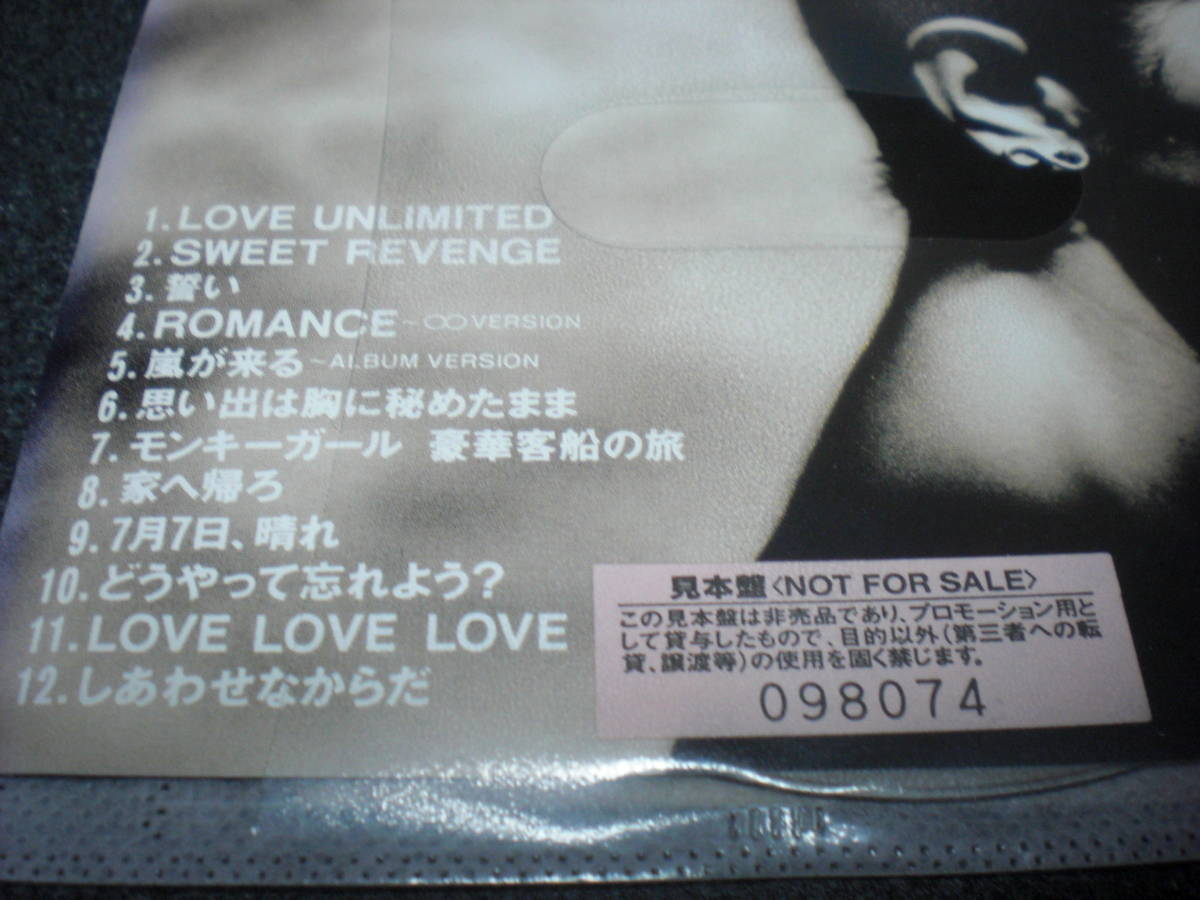 1. LOVE UNLIMITED
2. SWEET REVENGE
3. 誓い
4. ROMANCE ~∞VERSION
5. 嵐が来る~ALBUM VERSION
6. 思い出は胸に秘めたまま
7. モンキーガール 豪華客船の旅
8. 家へ帰ろ
9. 7月7日、晴れ
10. どうやって忘れよう?
11. LOVE LOVE LOVE
12. しあわせなからだ
見本盤〈NOT FOR SALE〉
この見本盤は非売品であり、プロモーション用と
して貸与したもので、目的以外(第三者への転
貸、譲渡等)の使用を固く禁じます。
098074